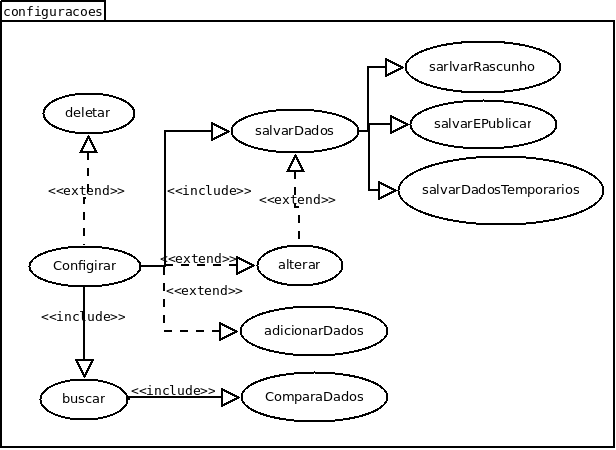 configuracoes
sarlvarRascunho
deletar
salvarDados
salvarEPublicar
<<extend>>
<<include>>
salvarDadosTemporarios
<<extend>>
Configirar
<<extend>>
alterar
<<extend>>
<<include>>
adicionarDados
buscar
<<include>>
ComparaDados